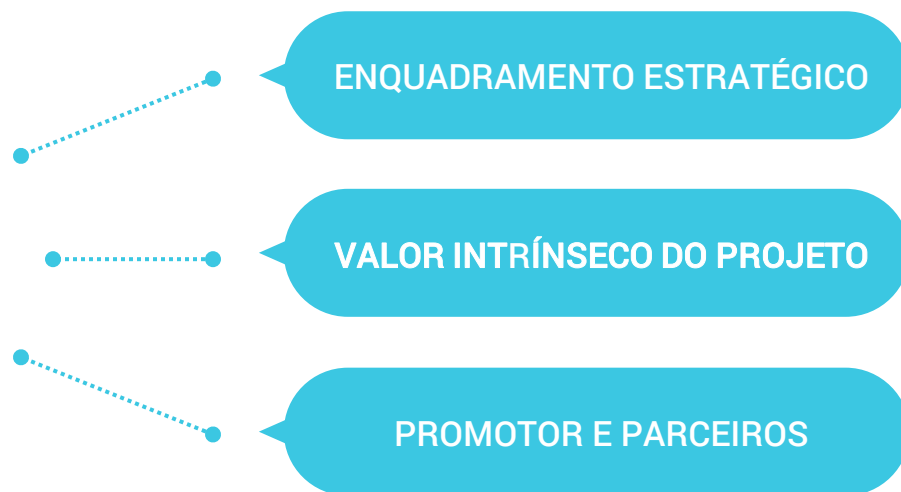 ENQUADRAMENTO ESTRATÉGICO
VALOR INTRÍNSECO DO PROJETO
PROMOTOR E PARCEIROS